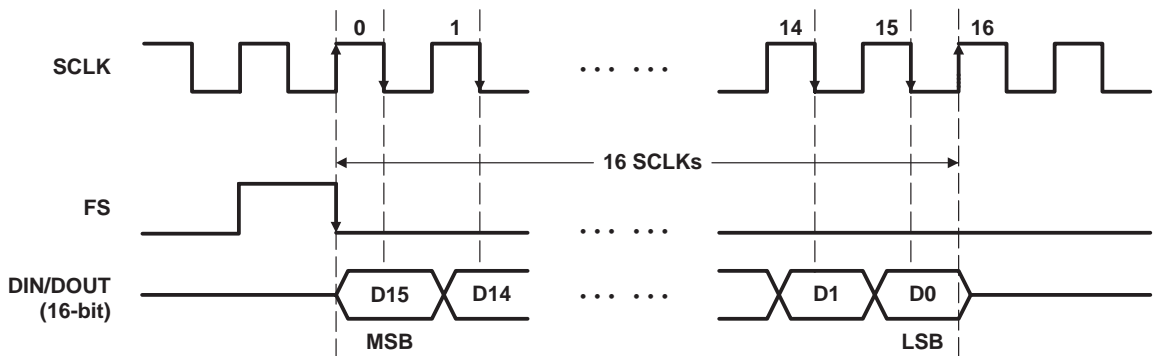 0 1 14 15 16
SCLK
... ... ... ...
16 SCLKs
FS
... ... ... ...
DIN/DOUT
(16-bit)
D15 D14 ... ... ... ... D1 D0
MSB LSB